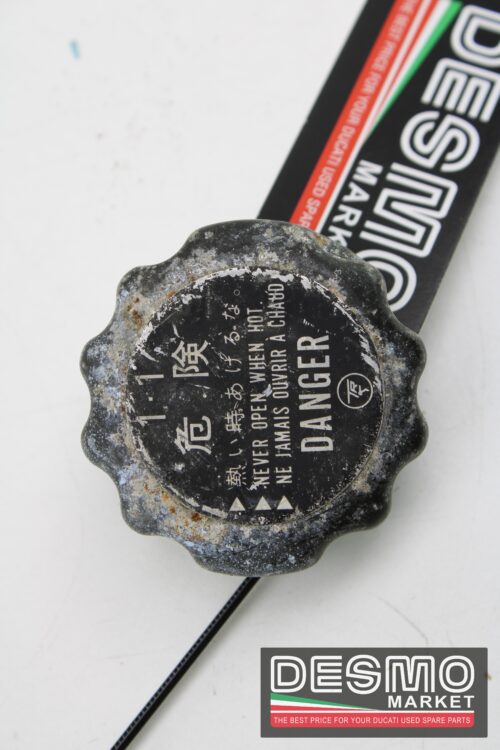 1・1
危険
熱い時あけるな。
NEVER OPEN WHEN HOT.
NE JAMAIS OUVRIR À CHAUD
DANGER
DESMO
MARK
THE BEST PRICE FOR YOUR DUCATI USED SPAR
DESMO
MARKET
THE BEST PRICE FOR YOUR DUCATI USED SPARE PARTS